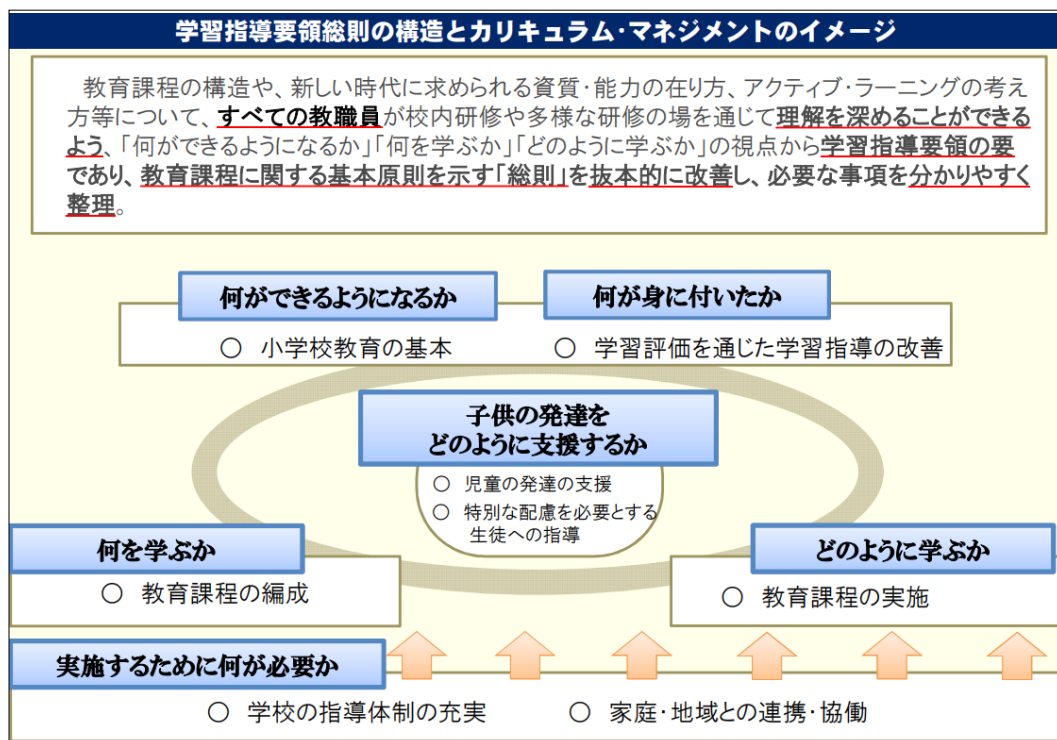 学習指導要領総則の構造とカリキュラム･マネジメントのイメージ
教育課程の構造や、新しい時代に求められる資質･能力の在り方、アクティブ･ラーニングの考え
方等について、すべての教職員が校内研修や多様な研修の場を通じて理解を深めることができる
よう、「何ができるようになるか」「何を学ぶか」「どのように学ぶか」の視点から学習指導要領の要
であり、教育課程に関する基本原則を示す「総則」を抜本的に改善し、必要な事項を分かりやすく
整理。
何ができるようになるか
○ 小学校教育の基本
何が身に付いたか
○ 学習評価を通じた学習指導の改善
子供の発達を
どのように支援するか
○ 児童の発達の支援
○ 特別な配慮を必要とする
生徒への指導
何を学ぶか
○ 教育課程の編成
どのように学ぶか
○ 教育課程の実施
実施するために何が必要か
○ 学校の指導体制の充実
○ 家庭･地域との連携･協働